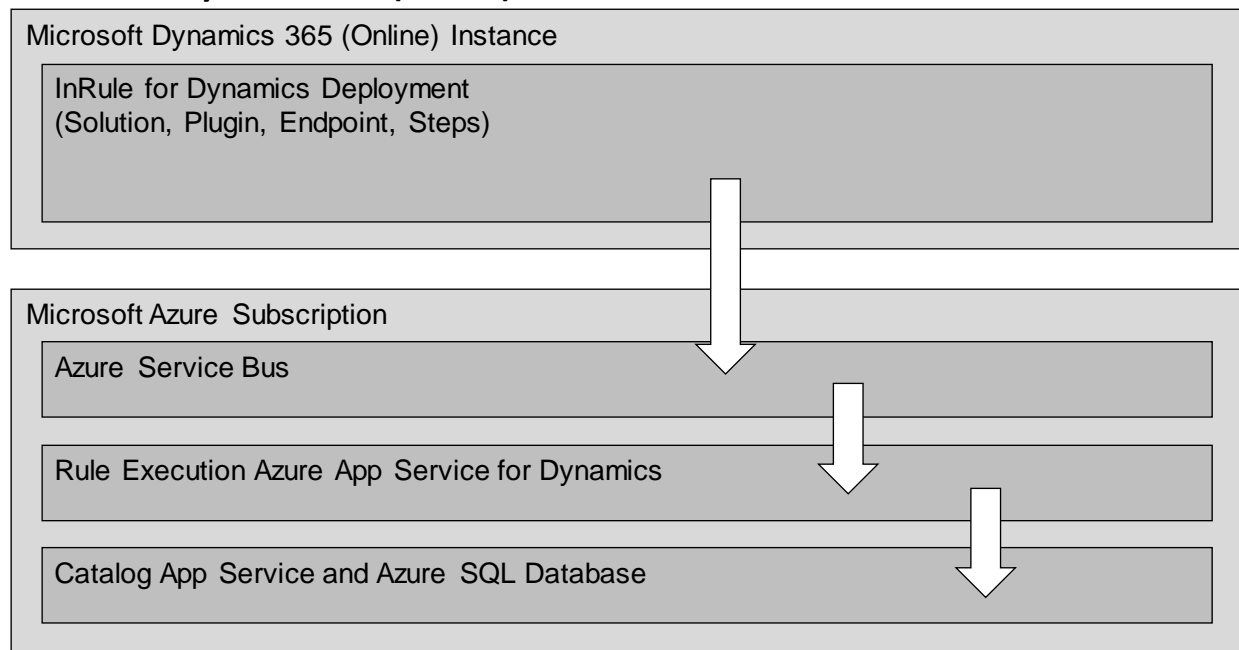 Microsoft Dynamics 365 (Online) Instance
InRule for Dynamics Deployment
(Solution, Plugin, Endpoint, Steps)
Microsoft Azure Subscription
Azure Service Bus
Rule Execution Azure App Service for Dynamics
Catalog App Service and Azure SQL Database